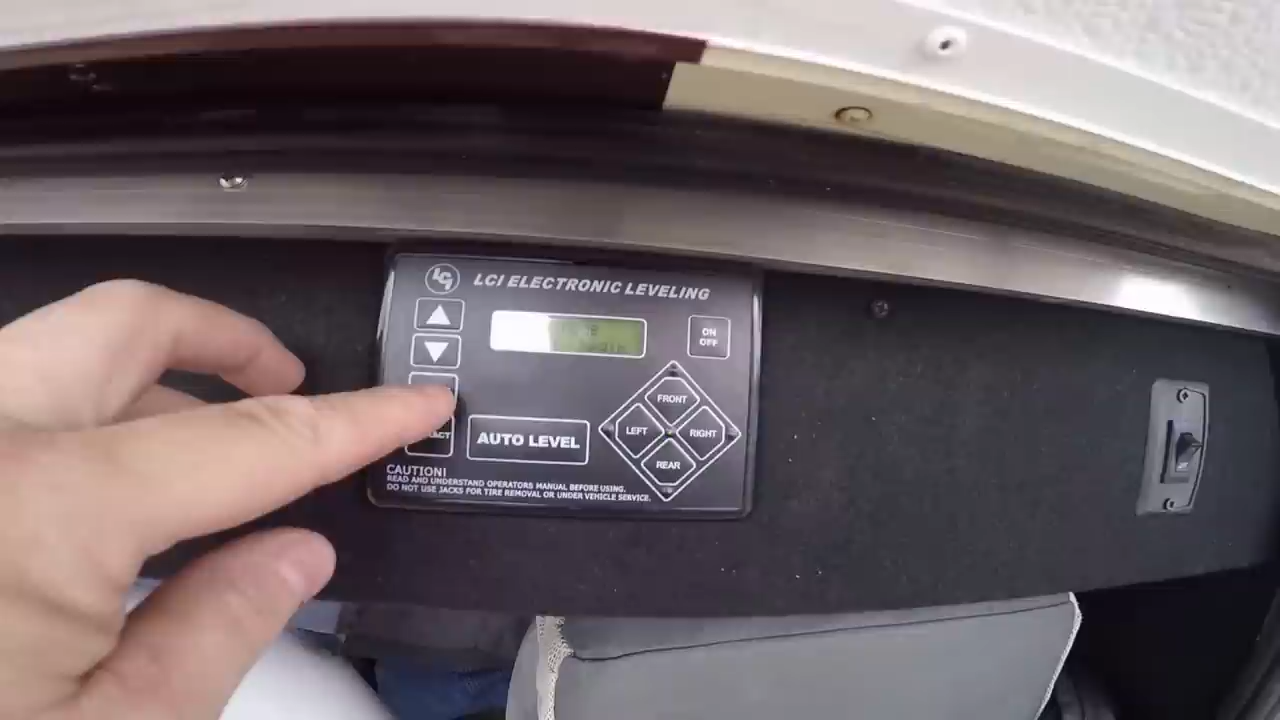 LCI
LCI ELECTRONIC LEVELING
ON
OFF
FRONT
LEFT
RIGHT
REAR
AUTO LEVEL
CAUTION!
READ AND UNDERSTAND OPERATORS MANUAL BEFORE USING.
DO NOT USE JACKS FOR TIRE REMOVAL OR UNDER VEHICLE SERVICE.